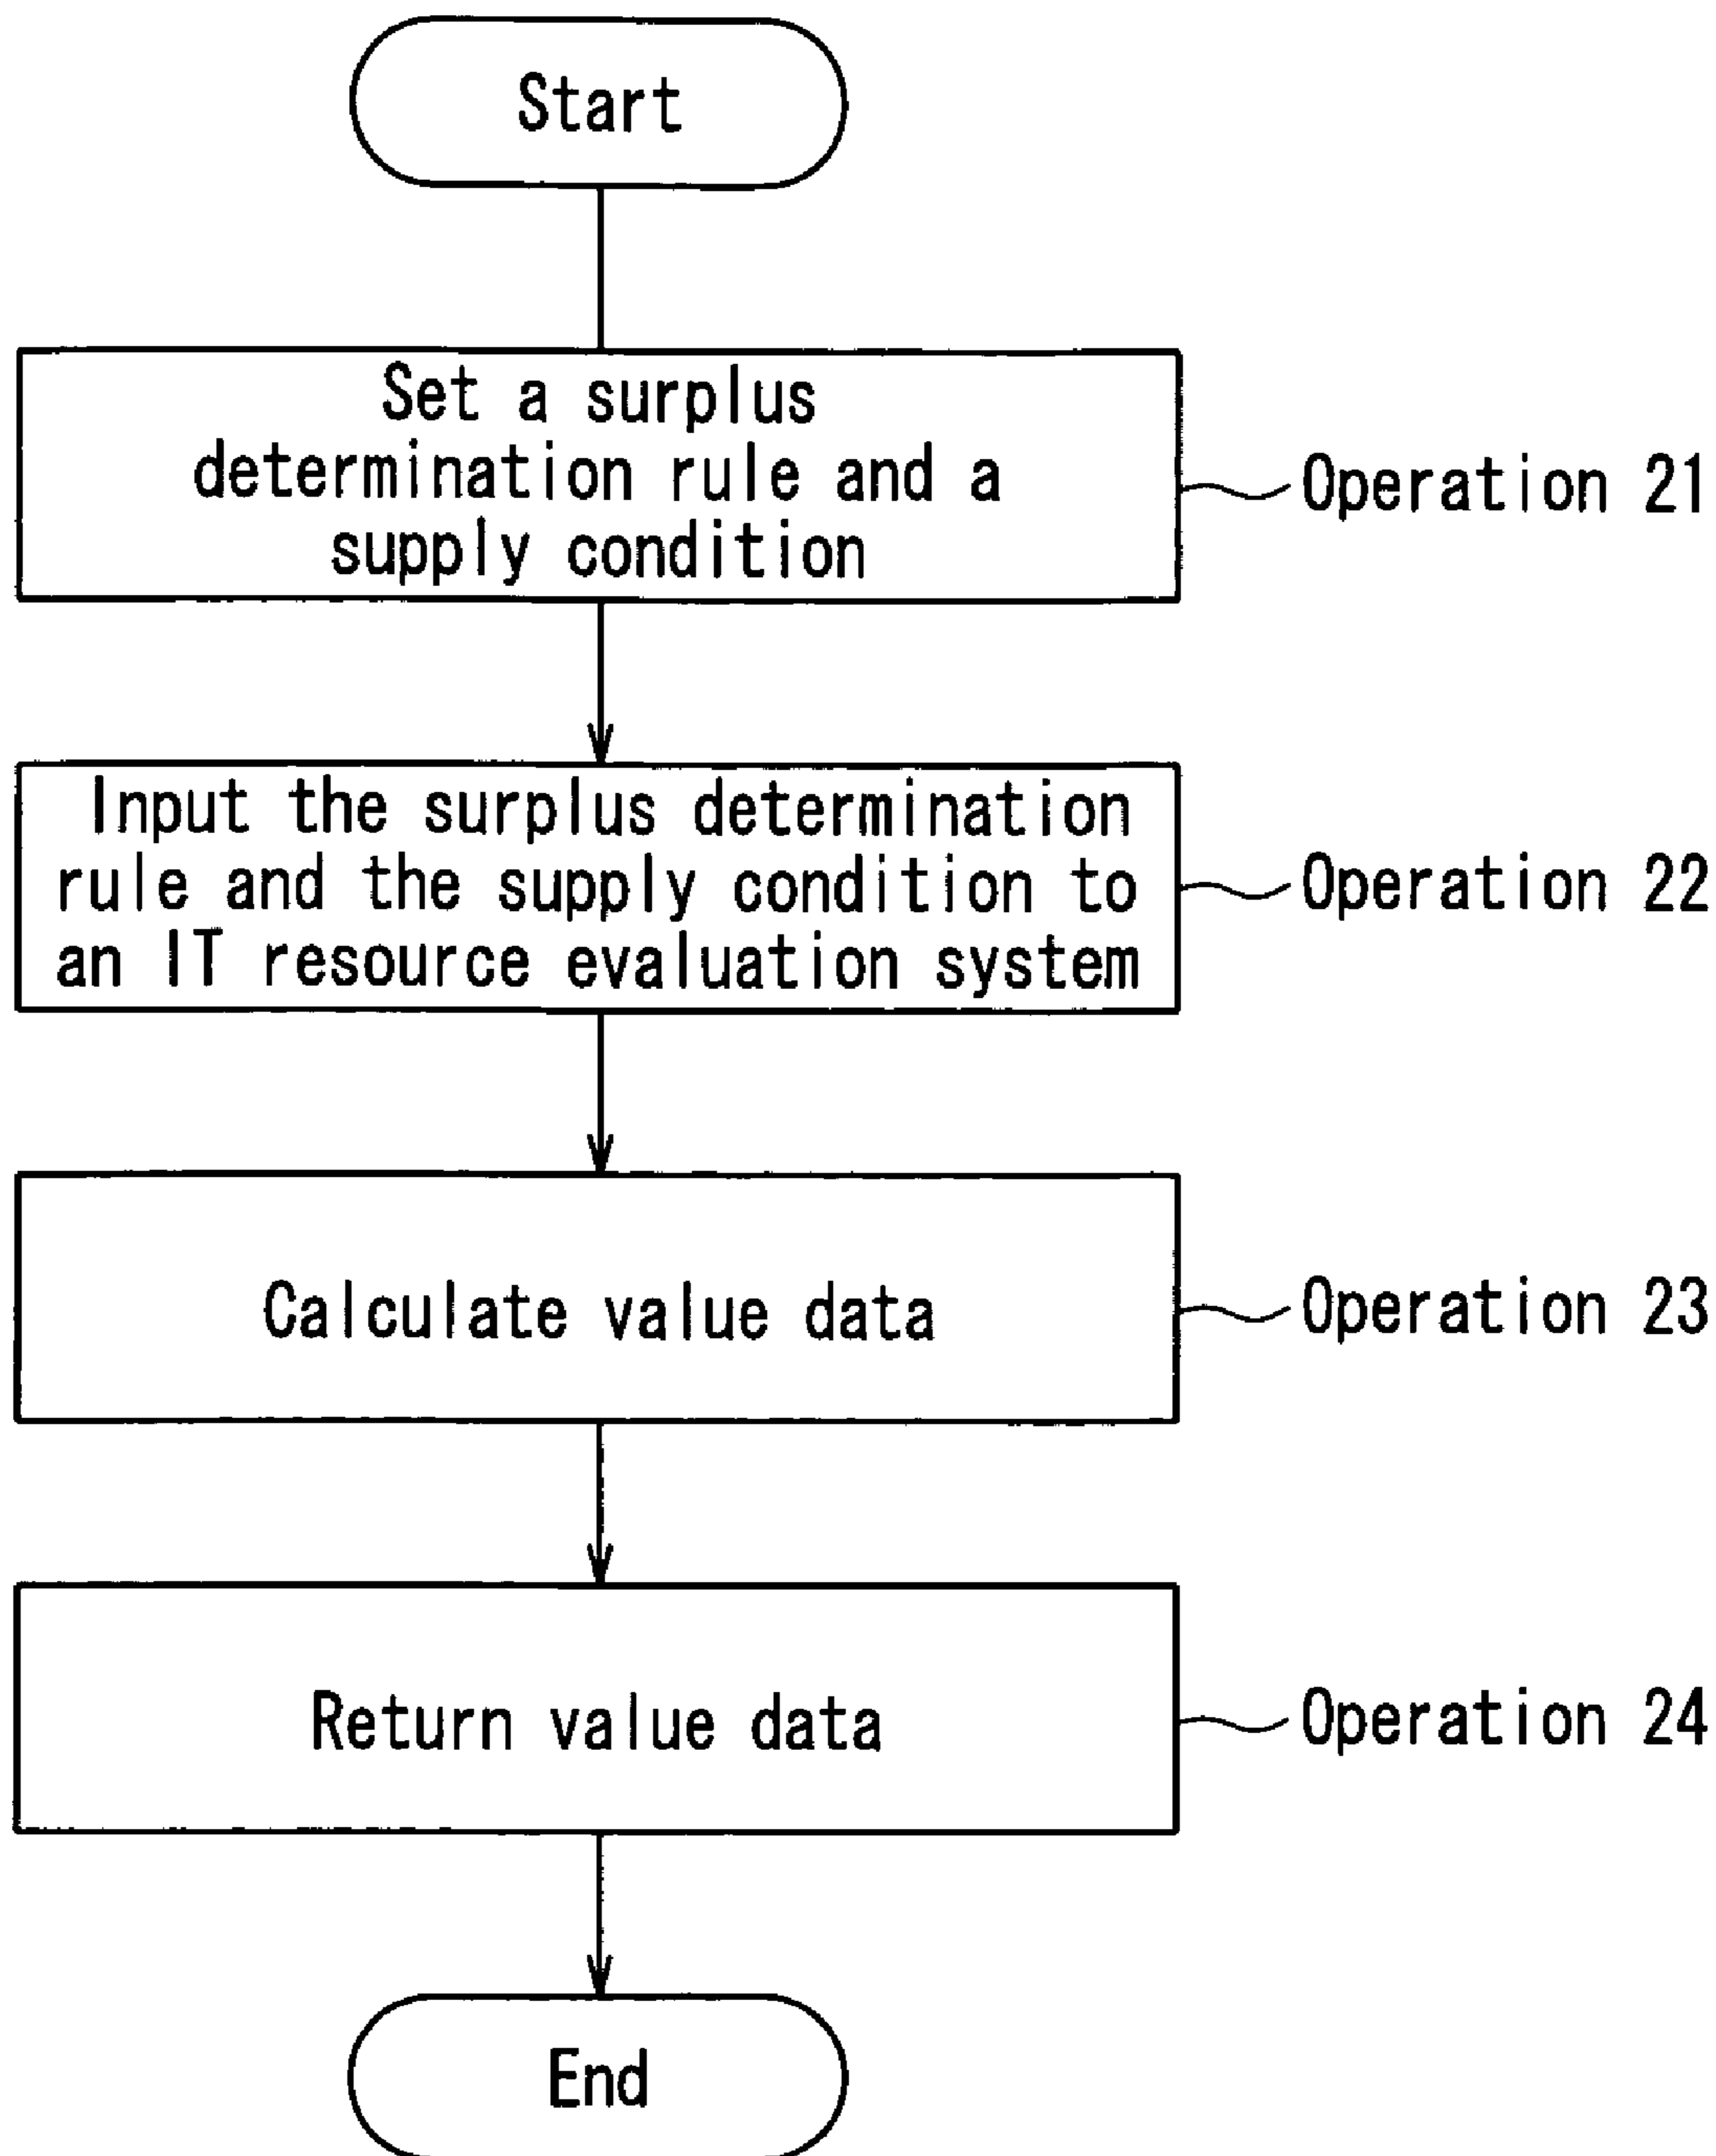 Start
Set a surplus
determination rule and a
supply condition
Operation 21
Input the surplus determination
rule and the supply condition to
an IT resource evaluation system
Operation 22
Calculate value data
Operation 23
Return value data
Operation 24
End